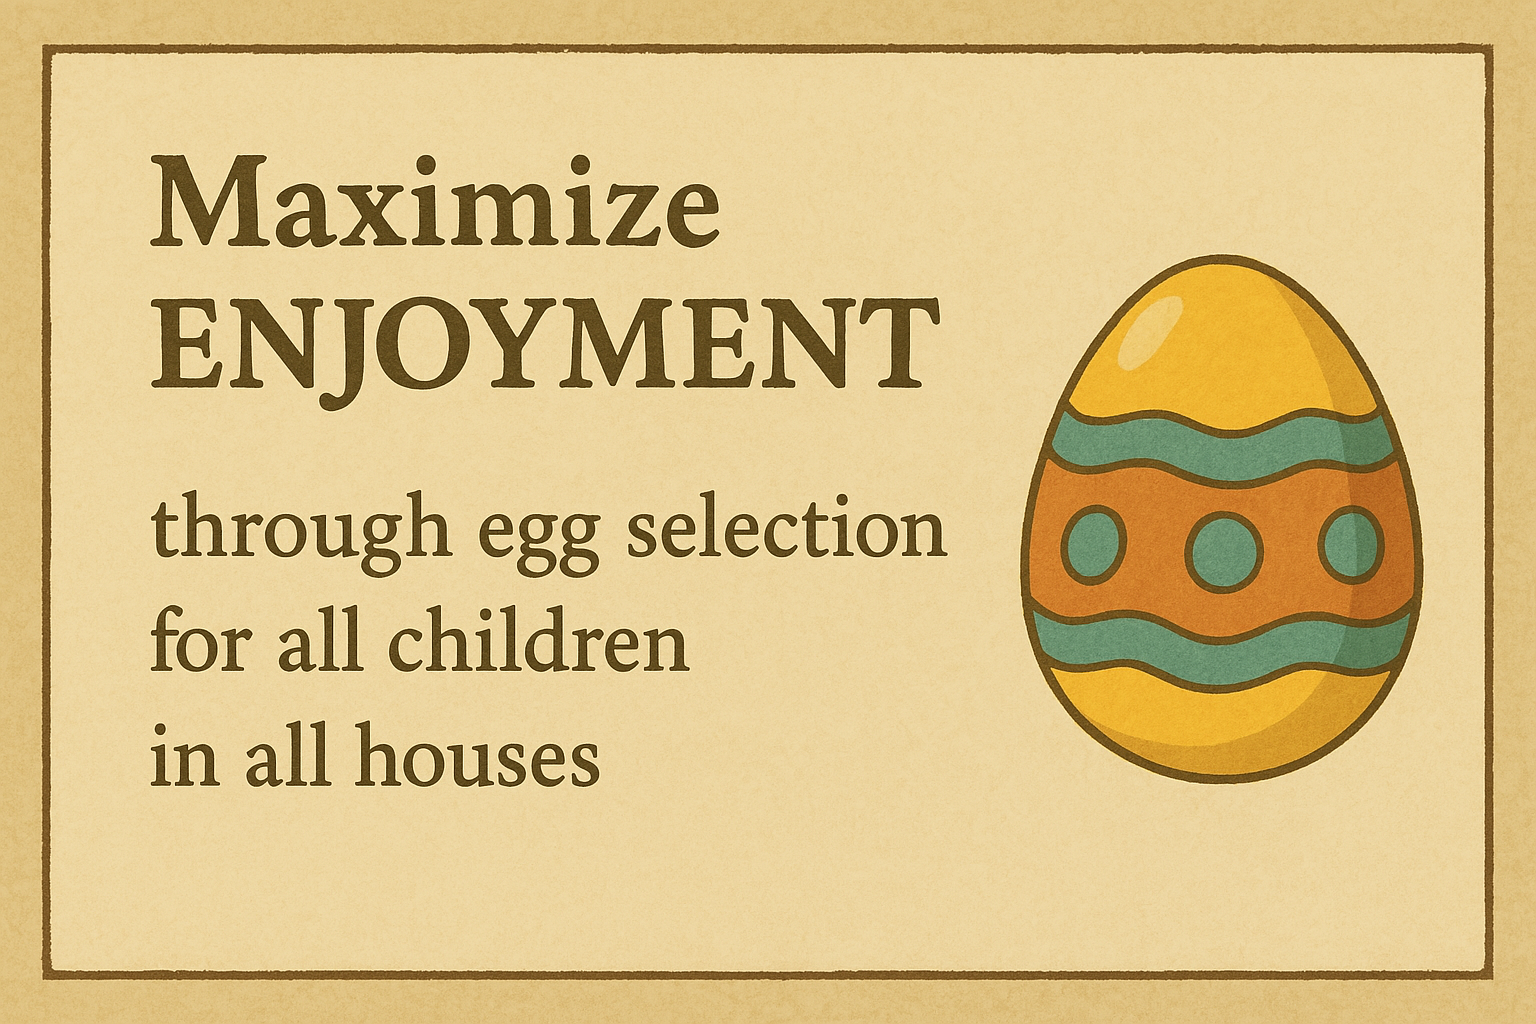 Maximize
ENJOYMENT
through egg selection
for all children
in all houses